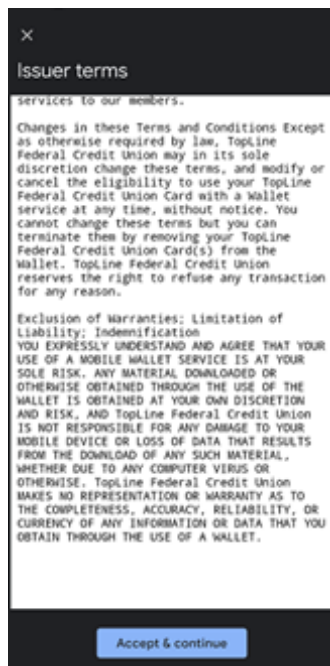 Issuer terms
services to our members.
Changes in these Terms and Conditions Except
as otherwise required by law, TopLine
Federal Credit Union may in its sole
discretion change these terms, and modify or
cancel the eligibility to use your TopLine
Federal Credit Union Card with a Wallet
service at any time, without notice. You
cannot change these terms but you can
terminate them by removing your TopLine
Federal Credit Union Card(s) from the
Wallet. TopLine Federal Credit Union
reserves the right to refuse any transaction
for any reason.
Exclusion of Warranties; Limitation of
Liability; Indemnification
YOU EXPRESSLY UNDERSTAND AND AGREE THAT YOUR
USE OF A MOBILE WALLET SERVICE IS AT YOUR
SOLE RISK. ANY MATERIAL DOWNLOADED OR
OTHERWISE OBTAINED THROUGH THE USE OF THE
WALLET IS OBTAINED AT YOUR OWN DISCRETION
AND RISK, AND TopLine Federal Credit Union
IS NOT RESPONSIBLE FOR ANY DAMAGE TO YOUR
MOBILE DEVICE OR LOSS OF DATA THAT RESULTS
FROM THE DOWNLOAD OF ANY SUCH MATERIAL,
WHETHER DUE TO ANY COMPUTER VIRUS OR
OTHERWISE. TopLine Federal Credit Union
MAKES NO REPRESENTATION OR WARRANTY AS TO
THE COMPLETENESS, ACCURACY, RELIABILITY, OR
CURRENCY OF ANY INFORMATION OR DATA THAT YOU
OBTAIN THROUGH THE USE OF A WALLET.
Accept & continue